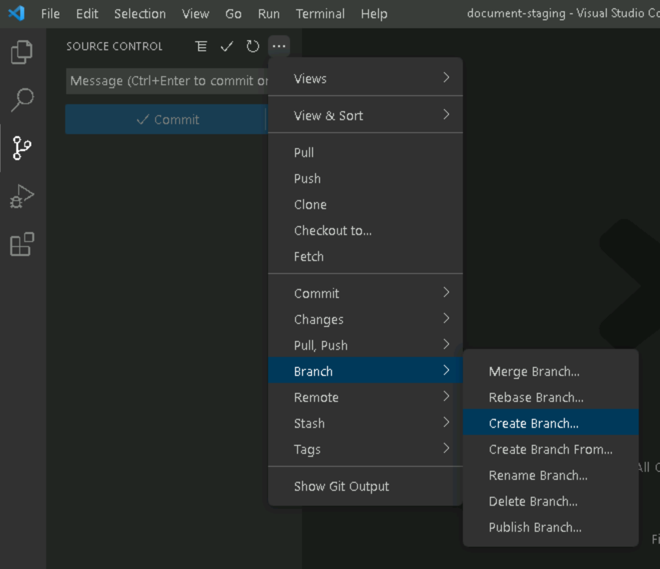 File Edit Selection View Go Run Terminal Help document-staging - Visual Studio Co
SOURCE CONTROL
Message (Ctrl+Enter to commit or
Commit
Views
View & Sort
Pull
Push
Clone
Checkout to...
Fetch
Commit
Changes
Pull, Push
Branch
Remote
Stash
Tags
Show Git Output
Merge Branch...
Rebase Branch...
Create Branch...
Create Branch From...
Rename Branch...
Delete Branch...
Publish Branch...
All